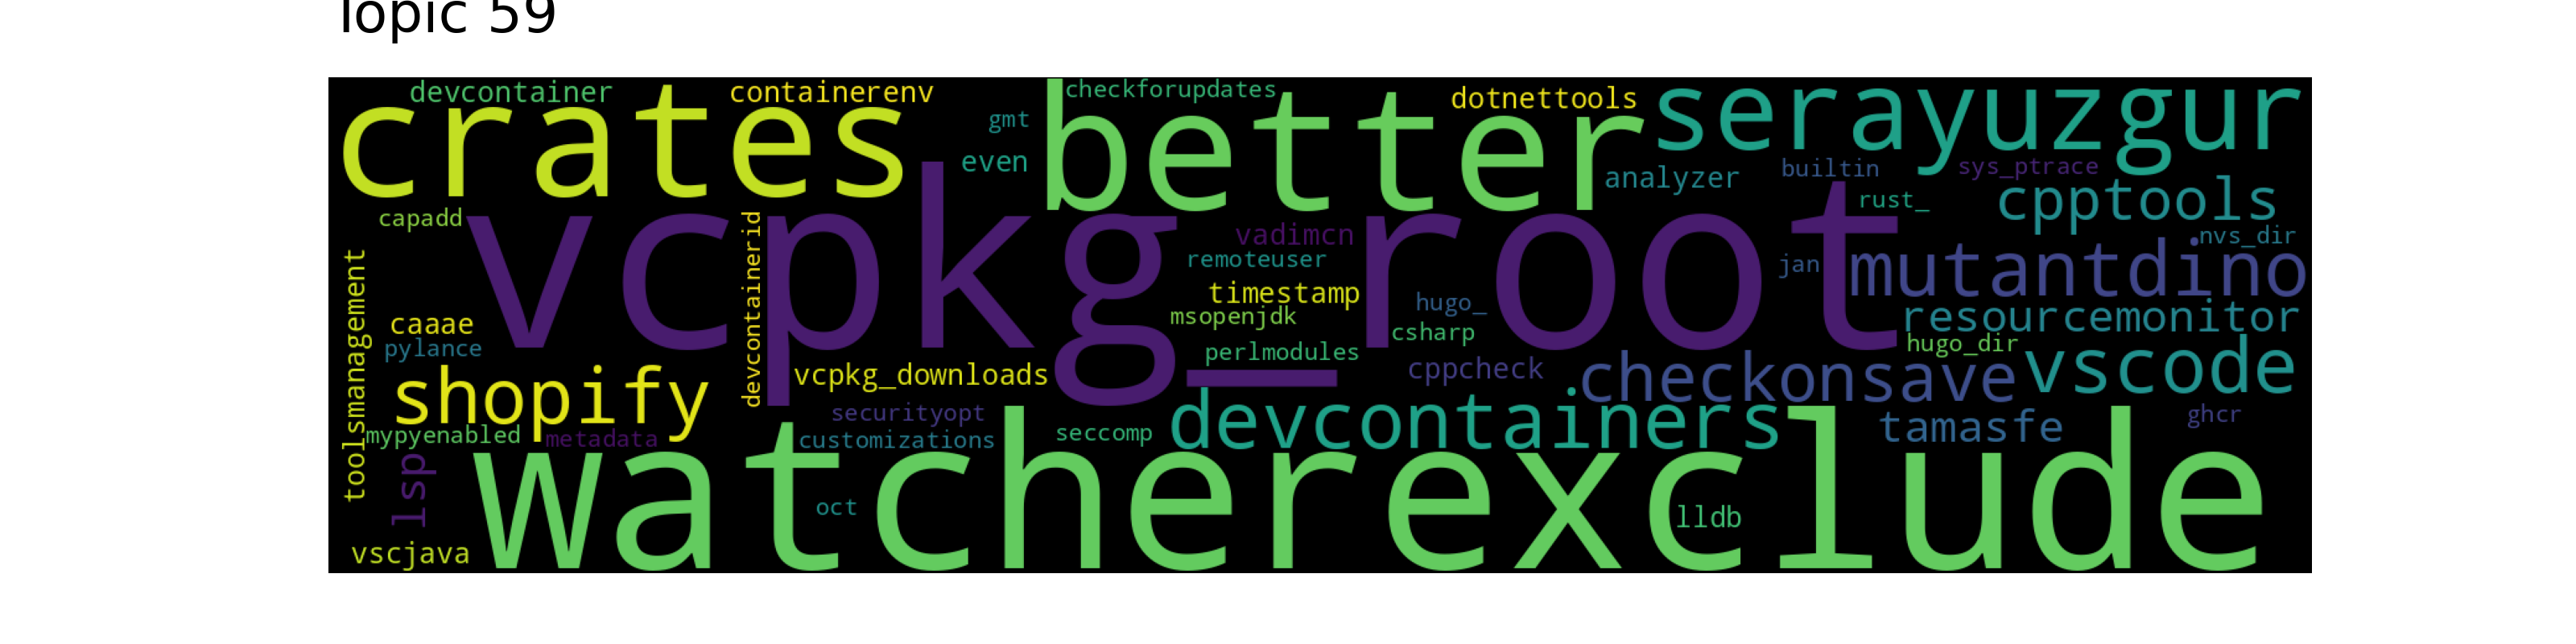 Topic 59
devcontainer containerenv checkforupdates dotnettools
crates better serayuzgur
gmt even analyzer builtin sys_ptrace
capadd rust_ cpptools
vcpkg_root
devcontainerid vadimcn nvs_dir
remoteuser jan mutantdino
toolsmanagement timestamp hugo_
caaae msopenjdk csharp resourcemonitor
pylance perlmodules hugo_dir
shopify vcpkg_downloads cppcheck checkonsave vscode
securityopt devcontainers tamasfe ghcr
mypyenabled metadata customizations seccomp
lsp watcherexclude
oct lldb
vscjava